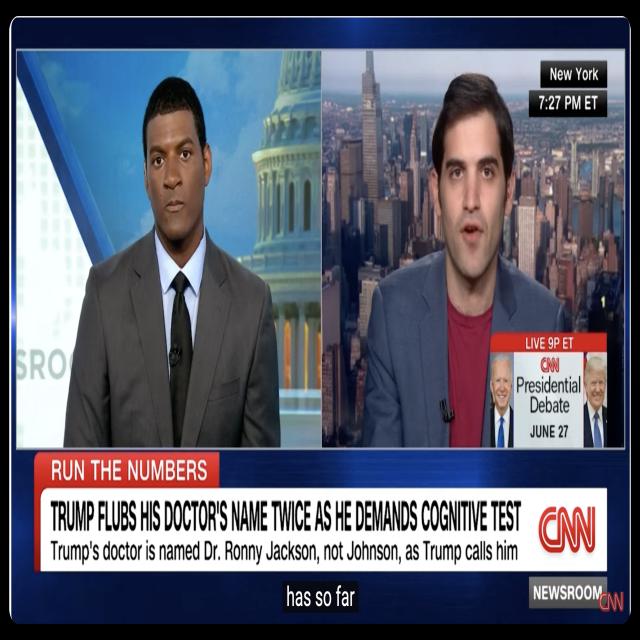 New York
7:27 PM ET
SROO
LIVE 9P ET
CNN
Presidential
Debate
JUNE 27
RUN THE NUMBERS
TRUMP FLUBS HIS DOCTOR'S NAME TWICE AS HE DEMANDS COGNITIVE TEST
Trump's doctor is named Dr. Ronny Jackson, not Johnson, as Trump calls him
CNN
has so far
NEWSROOM
CNN